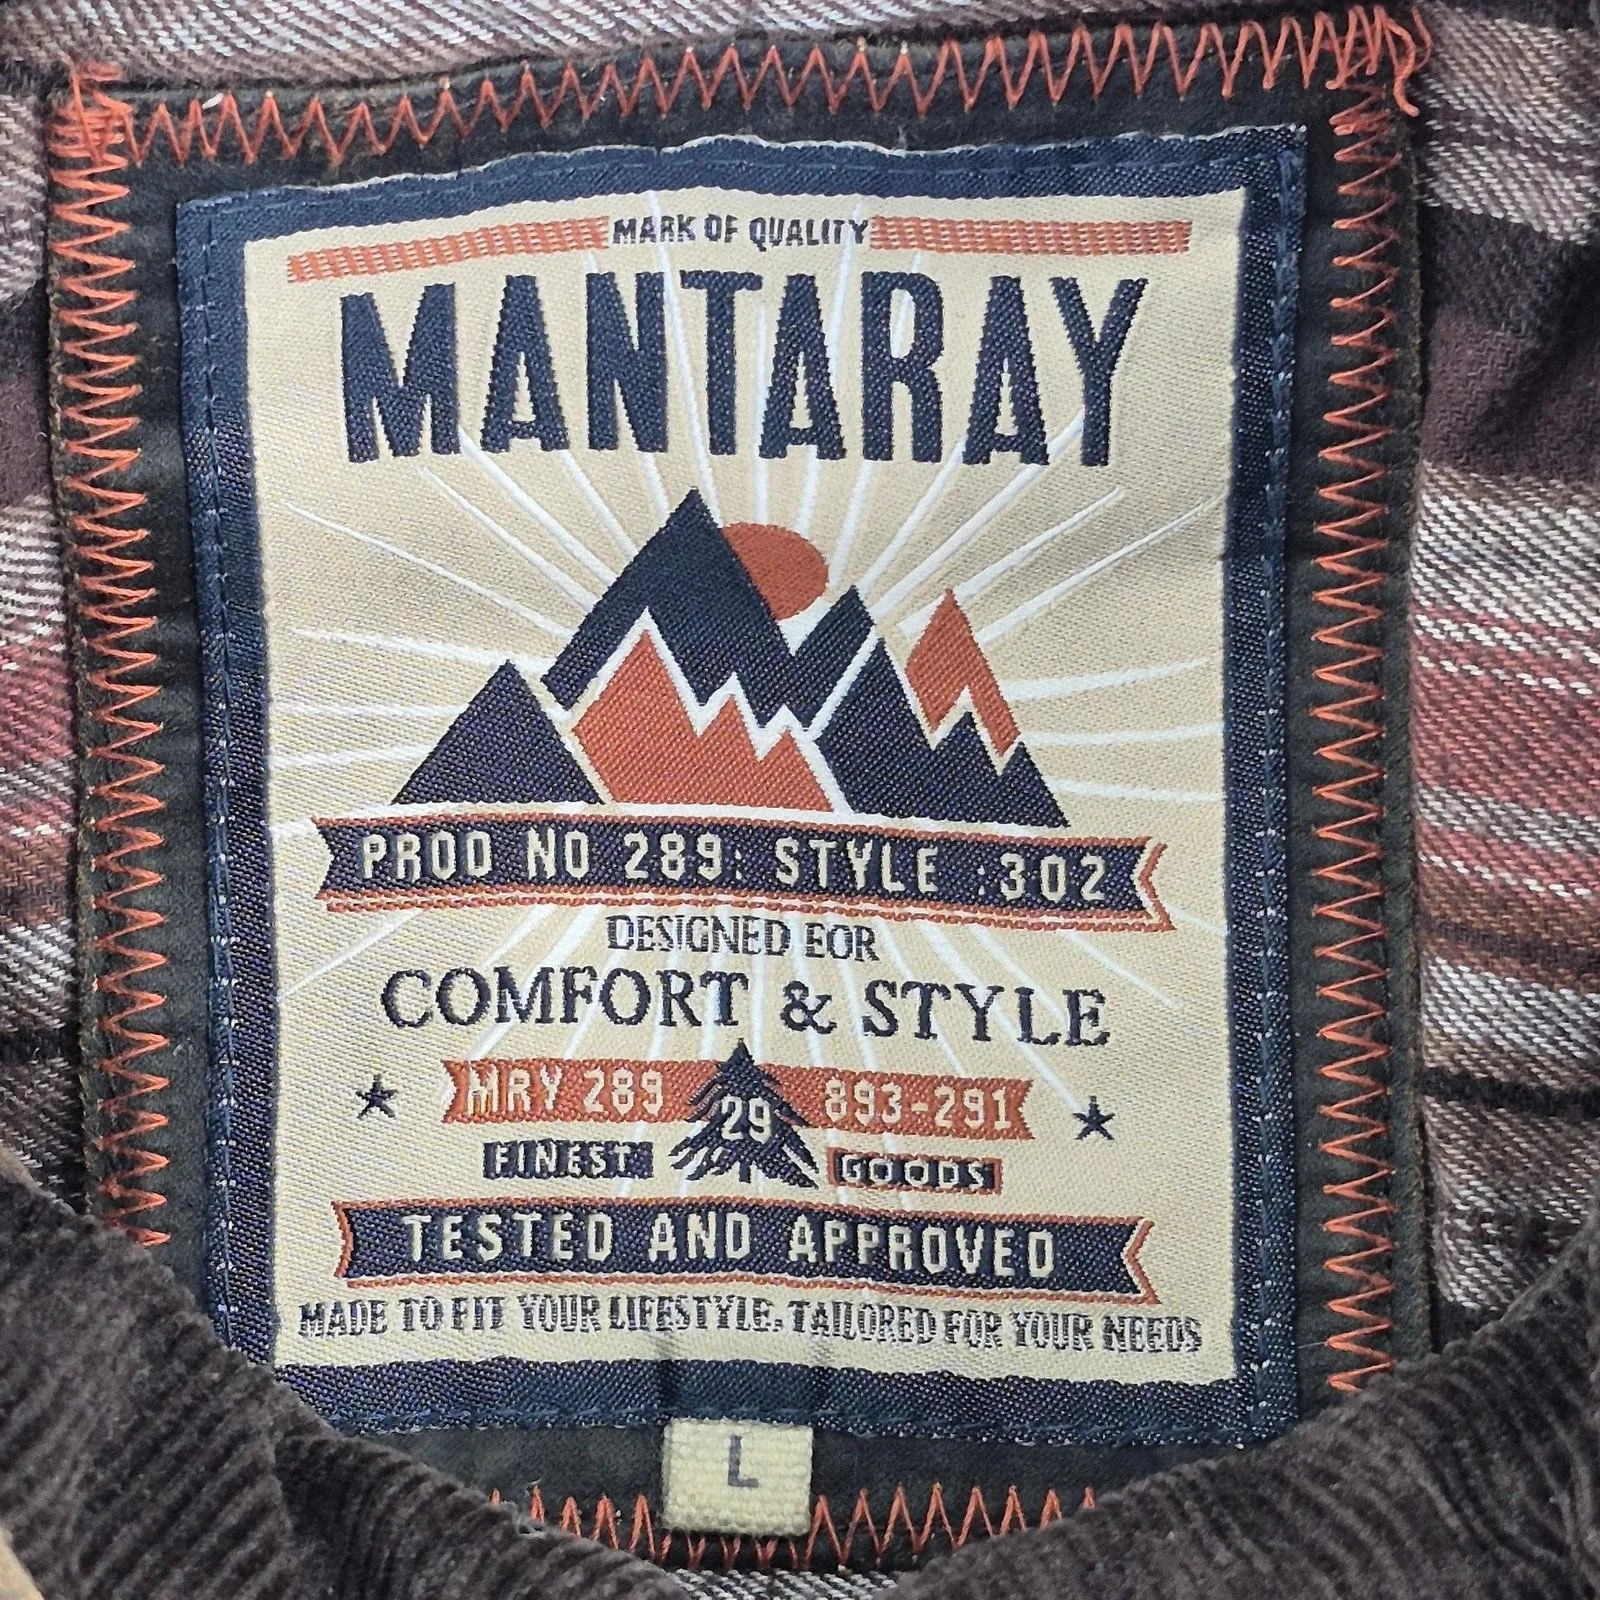 MARK OF QUALITY
MANTARAY
PROD NO 289: STYLE :302
DESIGNED FOR
COMFORT & STYLE
MRY 289 29 893-291
FINEST GOODS
TESTED AND APPROVED
MADE TO FIT YOUR LIFESTYLE. TAILORED FOR YOUR NEEDS
L